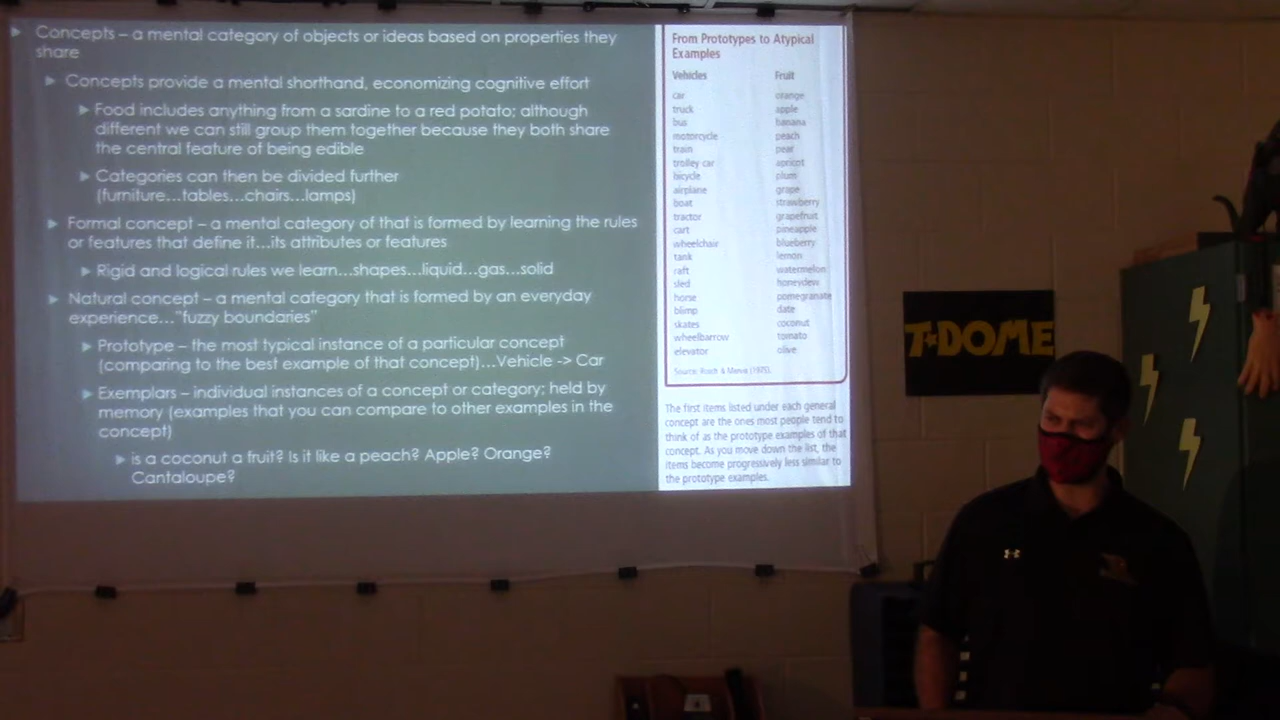 Concepts – a mental category of objects or ideas based on properties they
share
Concepts provide a mental shorthand, economizing cognitive effort
Food includes anything from a sardine to a red potato; although
different we can still group them together because they both share
the central feature of being edible
Categories can then be divided further
(furniture...tables...chairs...lamps)
Formal concept – a mental category of that is formed by learning the rules
or features that define it...its attributes or features
Rigid and logical rules we learn...shapes...liquid...gas...solid
Natural concept – a mental category that is formed by an everyday
experience..."fuzzy boundaries"
Prototype – the most typical instance of a particular concept
(comparing to the best example of that concept)...Vehicle -> Car
Exemplars – individual instances of a concept or category; held by
memory (examples that you can compare to other examples in the
concept)
is a coconut a fruit? Is it like a peach? Apple? Orange?
Cantaloupe?
From Prototypes to Atypical
Examples
Vehicles Fruit
car orange
truck apple
bus banana
motorcycle peach
train pear
trolley car apricot
bicycle plum
airplane grape
boat strawberry
tractor grapefruit
cart pineapple
wheelchair blueberry
tank lemon
raft watermelon
sled honeydew
horse pomegranate
blimp date
skates coconut
wheelbarrow tomato
elevator olive
Source: Rosch & Mervis (1975).
The first items listed under each general
concept are the ones most people tend to
think of as the prototype examples of that
concept. As you move down the list, the
items become progressively less similar to
the prototype examples.
T★DOME